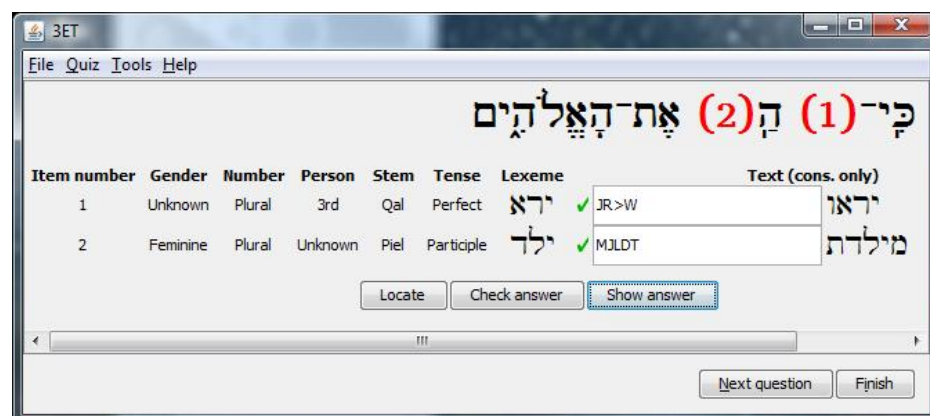 3ET
File Quiz Tools Help
כִּֽי־(1) הַֽ(2) אֶת־הָאֱלֹהִ֑ים
Item number Gender Number Person Stem Tense Lexeme Text (cons. only)
1 Unknown Plural 3rd Qal Perfect ירא JR>W יראו
2 Feminine Plural Unknown Piel Participle ילד MJLDT מילדת
Locate Check answer Show answer
Next question Finish